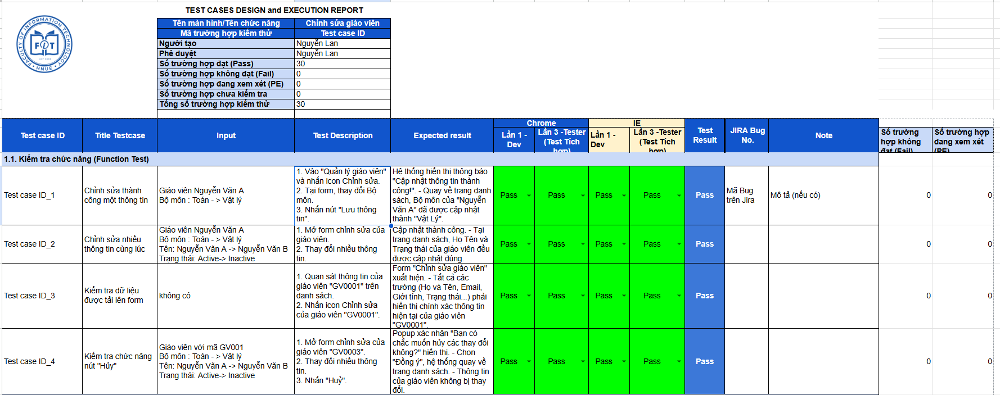 TEST CASES DESIGN and EXECUTION REPORT
FACULTY OF INFORMATION TECHNOLOGY
FiT
HNUE
Tên màn hình/Tên chức năng
Chỉnh sửa giáo viên
Mã trường hợp kiểm thử
Test case ID
Người tạo
Nguyễn Lan
Phê duyệt
Nguyễn Lan
Số trường hợp đạt (Pass)
30
Số trường hợp không đạt (Fail)
0
Số trường hợp đang xem xét (PE)
0
Số trường hợp chưa kiểm tra
0
Tổng số trường hợp kiểm thử
30
Test case ID
Title Testcase
Input
Test Description
Expected result
Chrome
Lần 1 -
Dev
Lần 3 -Tester
(Test Tích
hợp)
IE
Lần 1 -
Dev
Lần 3 -Tester
(Test Tích
hợp)
Test
Result
JIRA Bug
No.
Note
Số trường
hợp không
đạt (Fail)
Số trường hợp
đang xem xét
(PE)
1.1. Kiểm tra chức năng (Function Test)
Test case ID_1
Chỉnh sửa thành
công một thông tin
Giáo viên Nguyễn Văn A
Bộ môn : Toán - > Vật lý
1. Vào "Quản lý giáo viên"
và nhấn icon Chỉnh sửa.
2. Tại form, thay đổi Bộ
môn.
3. Nhấn nút "Lưu thông
tin".
Hệ thống hiển thị thông báo
"Cập nhật thông tin thành
công!". - Quay về trang danh
sách, Bộ môn của "Nguyễn
Văn A" đã được cập nhật
thành "Vật Lý".
Pass
Pass
Pass
Pass
Pass
Mã Bug
trên Jira
Mô tả (nếu có)
0
0
Test case ID_2
Chỉnh sửa nhiều
thông tin cùng lúc
Giáo viên Nguyễn Văn A
Bộ môn : Toán - > Vật lý
Tên: Nguyễn Văn A -> Nguyễn Văn B
Trạng thái: Active-> Inactive
1. Mở form chỉnh sửa của
giáo viên.
2. Thay đổi nhiều thông
tin.
Cập nhật thành công. - Tại
trang danh sách, Họ Tên và
Trạng thái của giáo viên đều
được cập nhật đúng.
Pass
Pass
Pass
Pass
Pass
0
0
Test case ID_3
Kiểm tra dữ liệu
được tải lên form
không có
1. Quan sát thông tin của
giáo viên "GV0001" trên
danh sách.
2. Nhấn icon Chỉnh sửa
của giáo viên "GV0001".
Form "Chỉnh sửa giáo viên"
xuất hiện. - Tất cả các
trường (Họ và Tên, Email,
Giới tính, Trạng thái...) phải
hiển thị chính xác thông tin
hiện tại của giáo viên
"GV0001".
Pass
Pass
Pass
Pass
Pass
0
0
Test case ID_4
Kiểm tra chức năng
nút "Hủy"
Giáo viên với mã GV001
Bộ môn : Toán - > Vật lý
Tên: Nguyễn Văn A -> Nguyễn Văn B
Trạng thái: Active-> Inactive
1. Mở form chỉnh sửa của
giáo viên "GV0003".
2. Thay đổi nhiều thông
tin.
3. Nhấn "Huỷ".
Popup xác nhận "Bạn có
chắc muốn hủy các thay đổi
không?" hiển thị. - Chọn
"Đồng ý", hệ thống quay về
trang danh sách. - Thông tin
của giáo viên không bị thay
đổi.
Pass
Pass
Pass
Pass
Pass
0
0